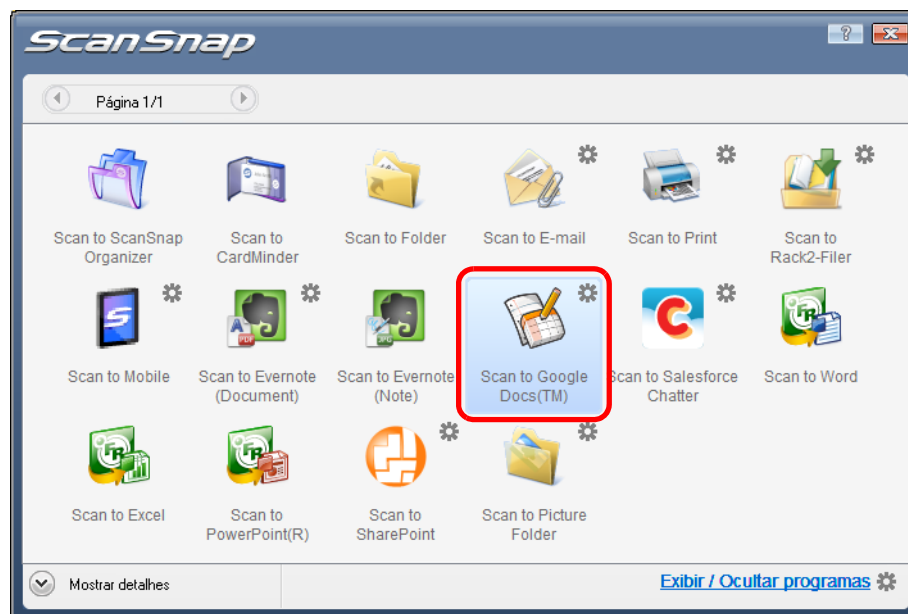 ScanSnap
Página 1/1
Scan to ScanSnap
Organizer
Scan to
CardMinder
Scan to Folder
Scan to E-mail
Scan to Print
Scan to
Rack2-Filer
Scan to Mobile
Scan to Evernote
(Document)
Scan to Evernote
(Note)
Scan to Google
Docs(TM)
Scan to Salesforce
Chatter
Scan to Word
Scan to Excel
Scan to
PowerPoint(R)
Scan to
SharePoint
Scan to Picture
Folder
Mostrar detalhes
Exibir / Ocultar programas